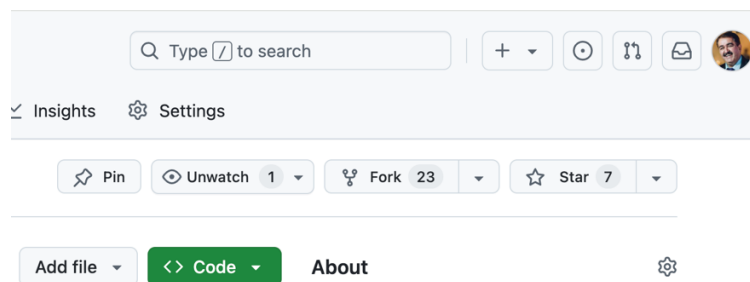 Type / to search
Insights Settings
Pin Unwatch 1 Fork 23 Star 7
Add file Code About